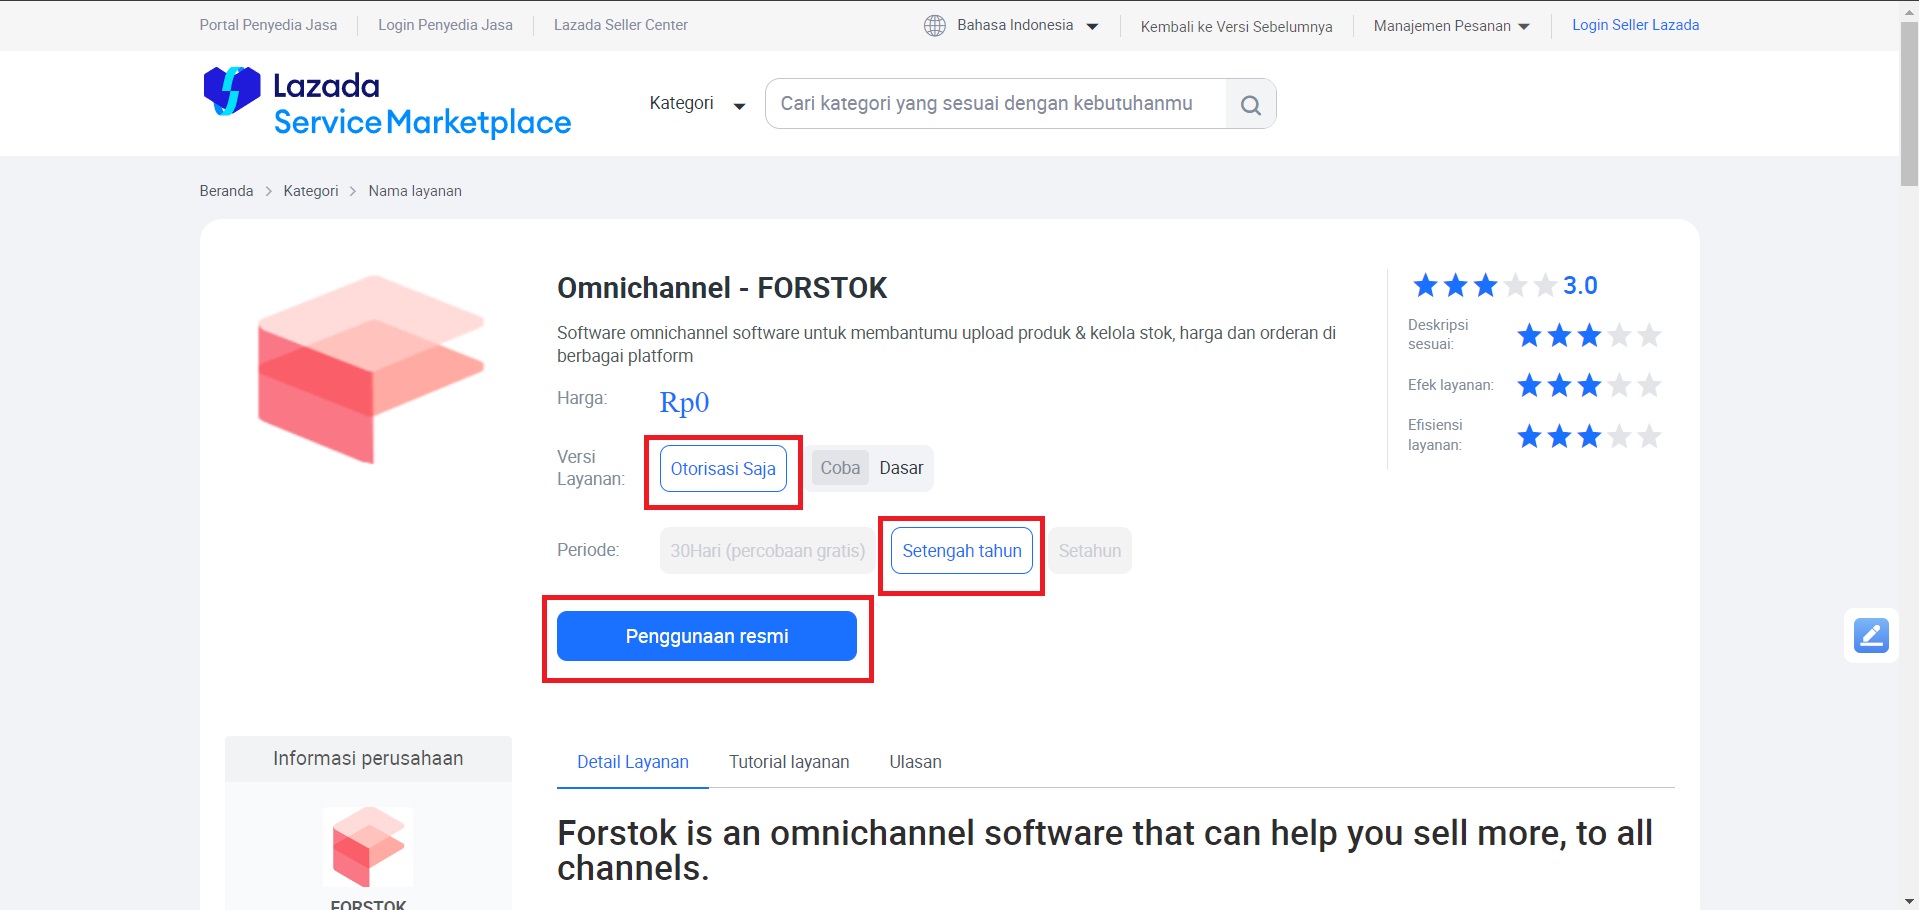 Portal Penyedia Jasa
Login Penyedia Jasa
Lazada Seller Center
Bahasa Indonesia
Kembali ke Versi Sebelumnya
Manajemen Pesanan
Login Seller Lazada
Lazada
Service Marketplace
Kategori
Cari kategori yang sesuai dengan kebutuhanmu
Beranda > Kategori > Nama layanan
Omnichannel - FORSTOK
Software omnichannel software untuk membantumu upload produk & kelola stok, harga dan orderan di
berbagai platform
Harga:
Rp0
Versi
Layanan:
Otorisasi Saja
Coba
Dasar
Periode:
30Hari (percobaan gratis)
Setengah tahun
Setahun
Penggunaan resmi
3.0
Deskripsi
sesuai:
Efek layanan:
Efisiensi
layanan:
Informasi perusahaan
FORSTOK
Detail Layanan
Tutorial layanan
Ulasan
Forstok is an omnichannel software that can help you sell more, to all
channels.